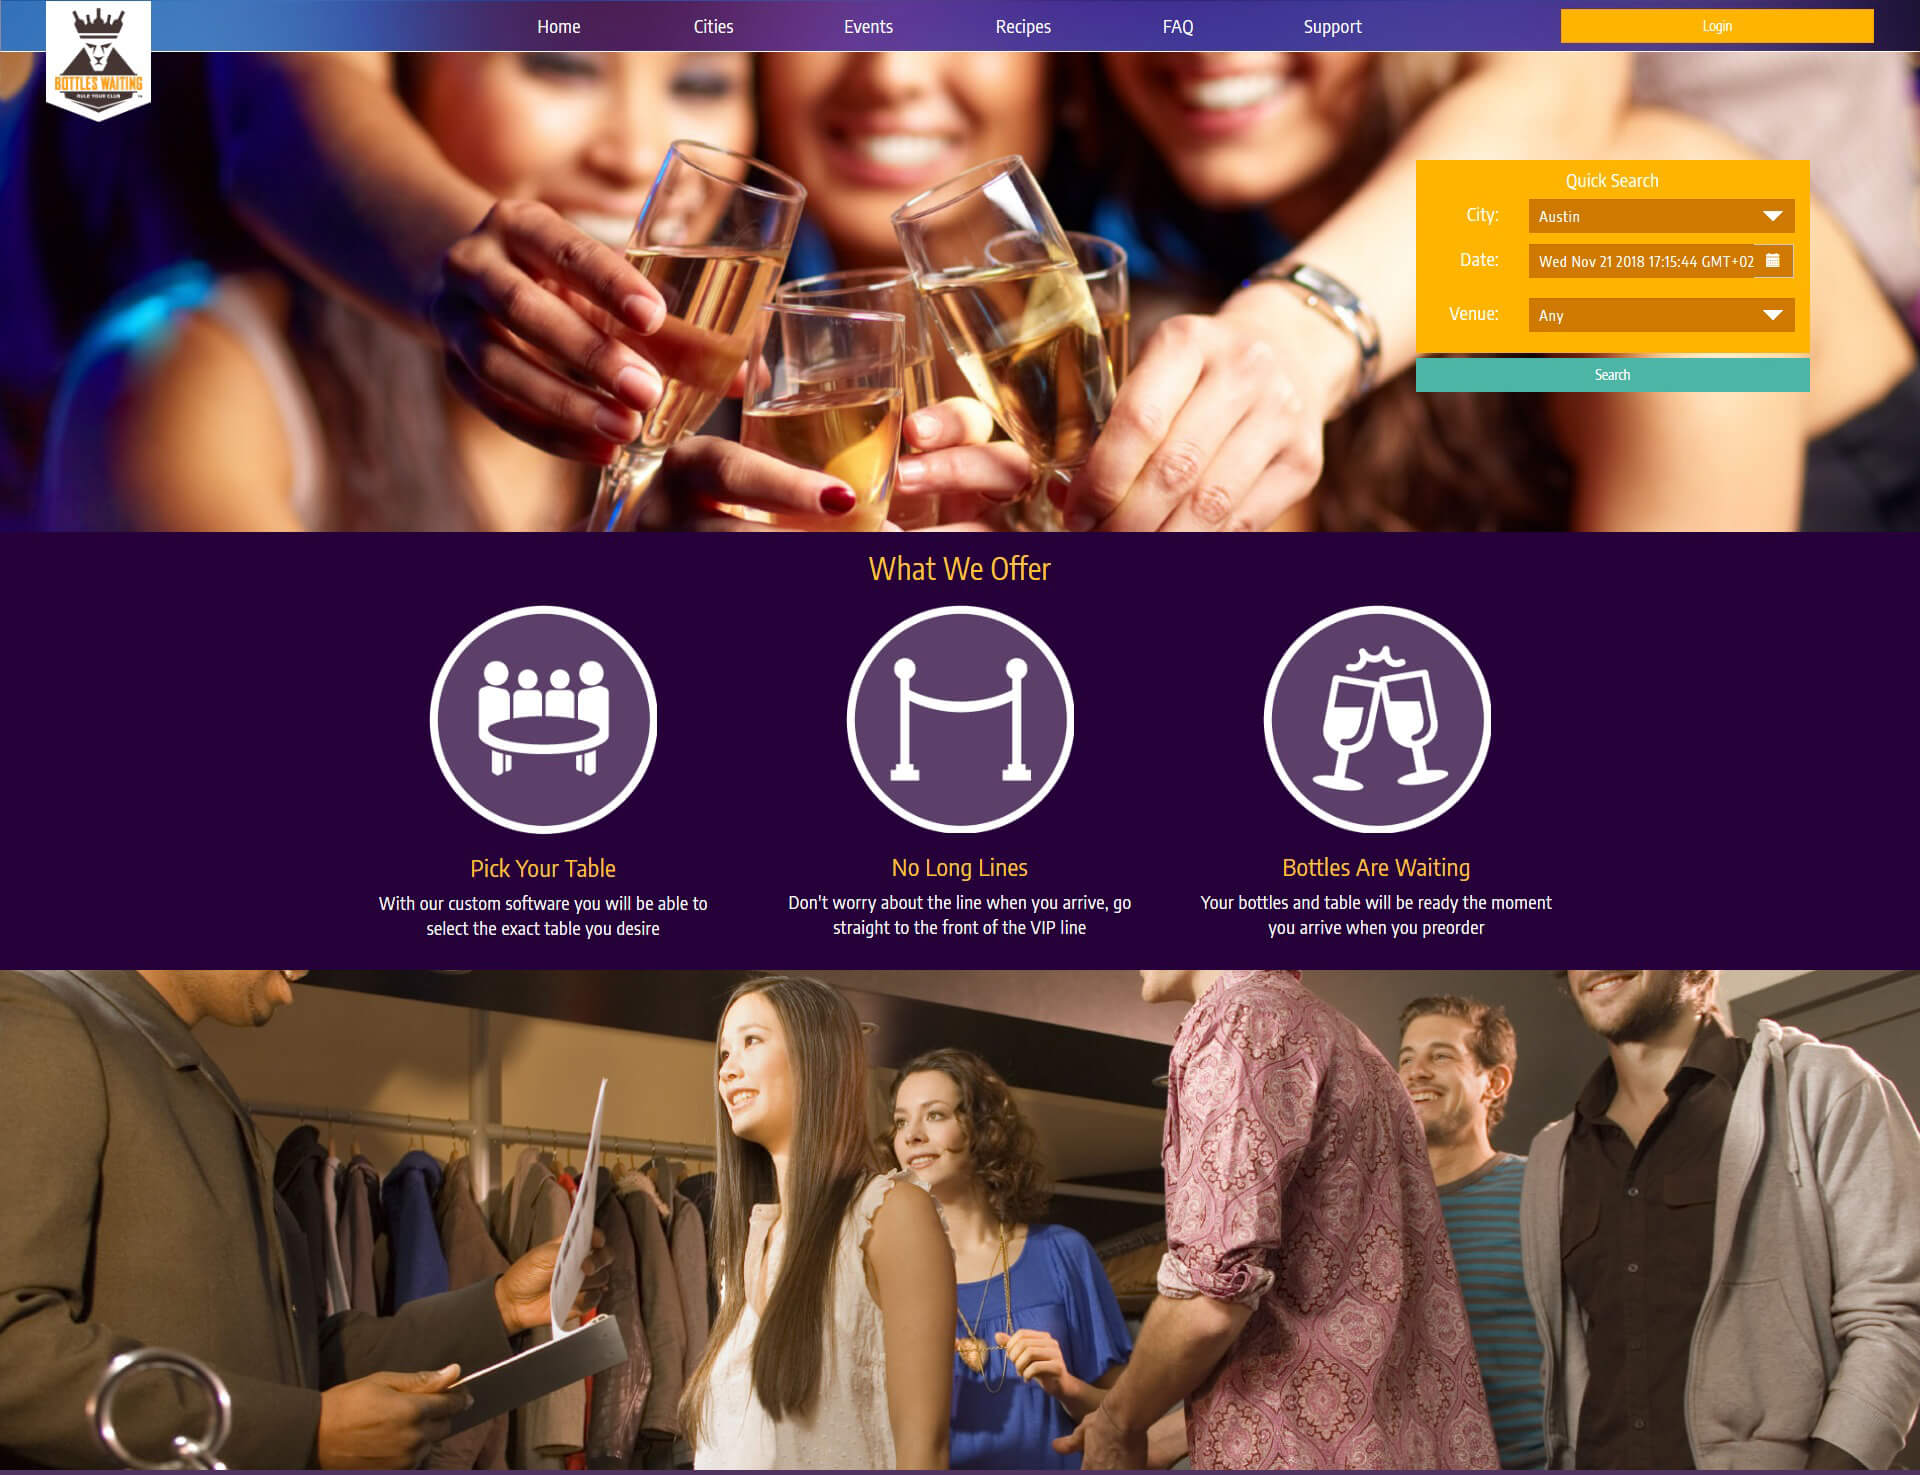 Home Cities Events Recipes FAQ Support Login
BOTTLES WAITING
RULE YOUR CLUB
Quick Search
City: Austin
Date: Wed Nov 21 2018 17:15:44 GMT+02
Venue: Any
Search
What We Offer
Pick Your Table
With our custom software you will be able to
select the exact table you desire
No Long Lines
Don't worry about the line when you arrive, go
straight to the front of the VIP line
Bottles Are Waiting
Your bottles and table will be ready the moment
you arrive when you preorder